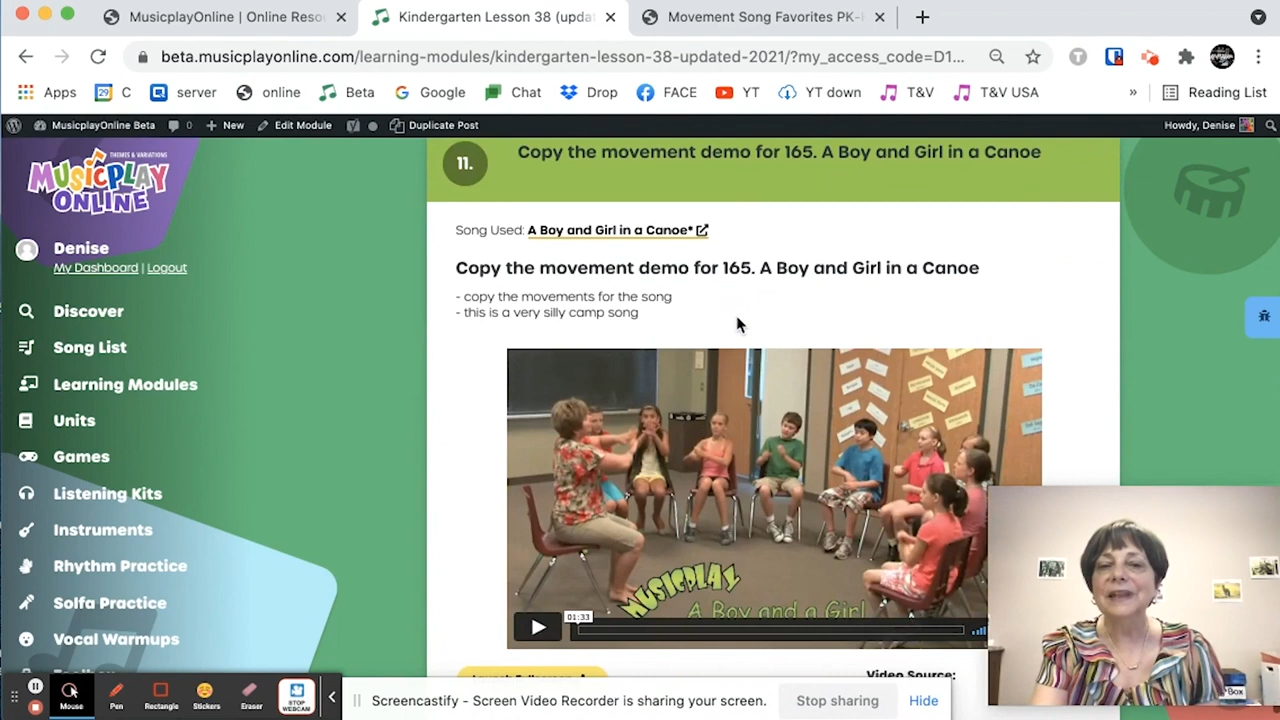 MusicplayOnline | Online Reso
Kindergarten Lesson 38 (upda
Movement Song Favorites PK-
beta.musicplayonline.com/learning-modules/kindergarten-lesson-38-updated-2021/?my_access_code=D1...
Apps
29 C
server
online
Beta
Google
Chat
Drop
FACE
YT
YT down
T&V
T&V USA
»
Reading List
MusicplayOnline Beta
0
New
Edit Module
Duplicate Post
Howdy, Denise
THEMES & VARIATIONS
MUSICPLAY
ONLINE
Denise
My Dashboard | Logout
Discover
Song List
Learning Modules
Units
Games
Listening Kits
Instruments
Rhythm Practice
Solfa Practice
Vocal Warmups
11.
Copy the movement demo for 165. A Boy and Girl in a Canoe
Song Used: A Boy and Girl in a Canoe*
Copy the movement demo for 165. A Boy and Girl in a Canoe
- copy the movements for the song
- this is a very silly camp song
MUSICPLAY
A Boy and a Girl
01:33
Video Source:
Mouse
Pen
Rectangle
Stickers
Eraser
STOP WEBCAM
Screencastify - Screen Video Recorder is sharing your screen.
Stop sharing
Hide
Box